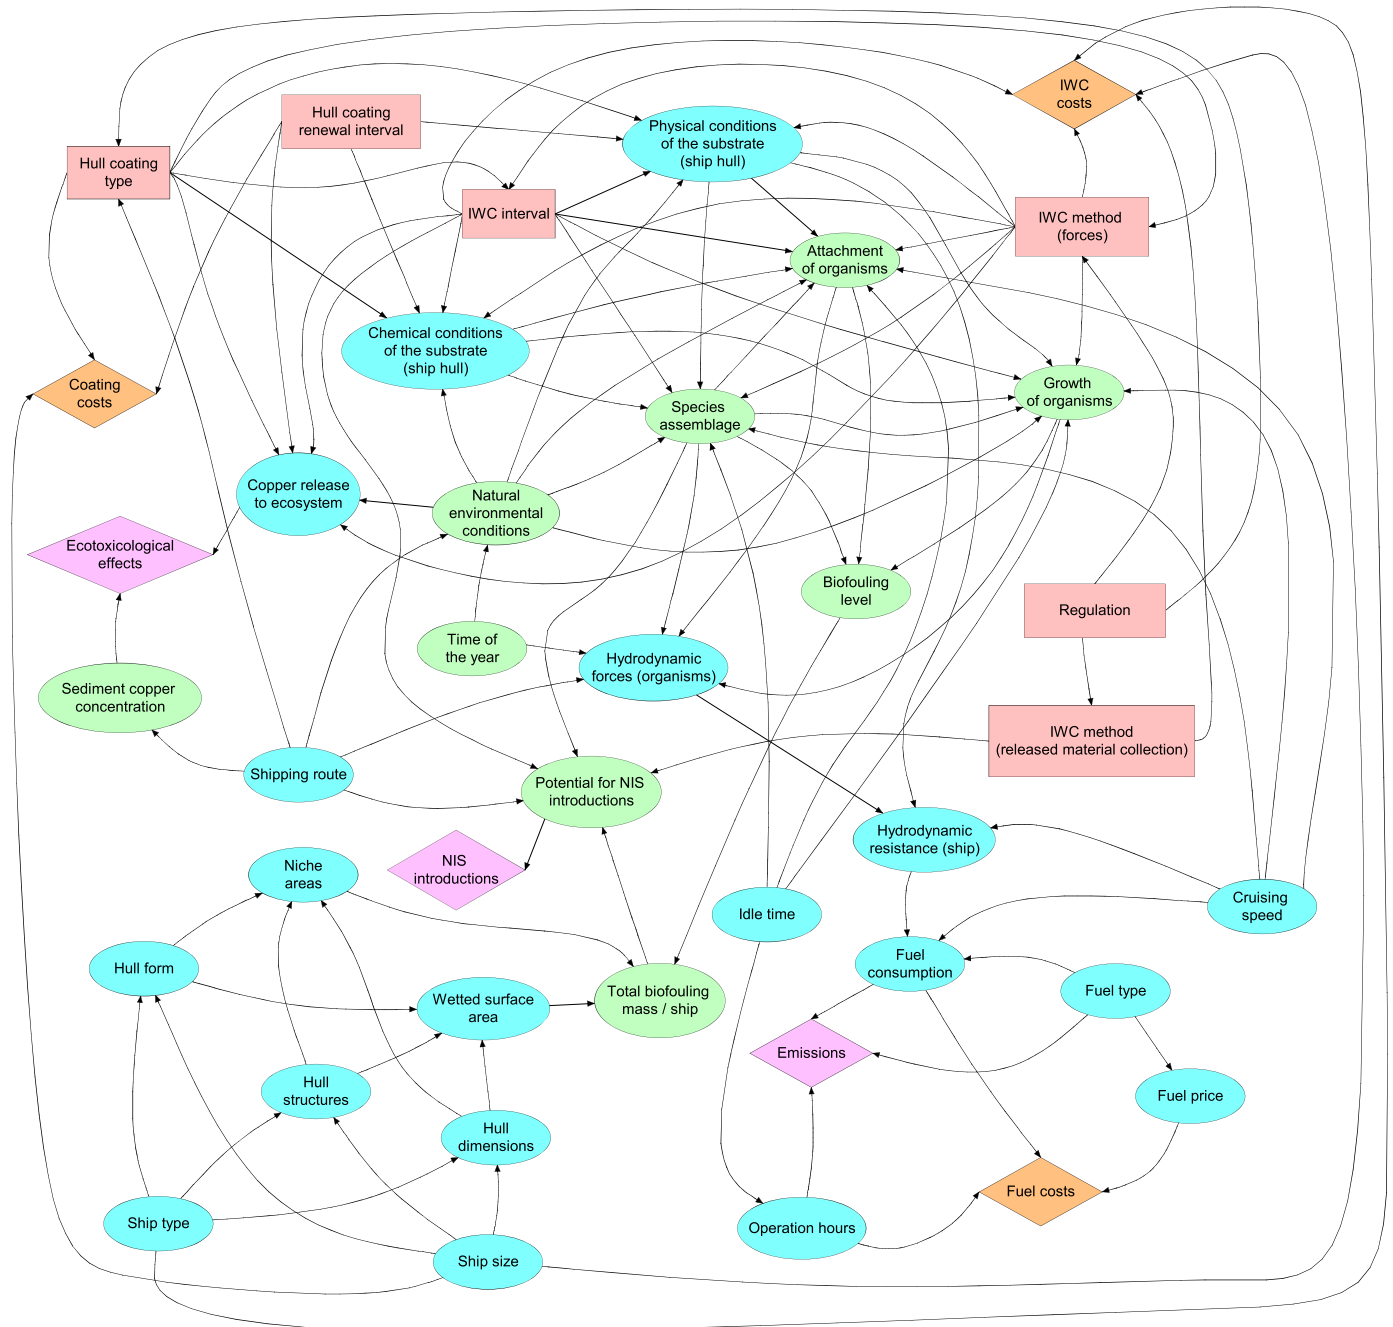 IWC
costs
Hull coating
renewal interval
Physical conditions
of the substrate
(ship hull)
Hull coating
type
IWC interval
IWC method
(forces)
Attachment
of organisms
Chemical conditions
of the substrate
(ship hull)
Coating
costs
Growth
of organisms
Species
assemblage
Copper release
to ecosystem
Natural
environmental
conditions
Ecotoxicological
effects
Biofouling
level
Regulation
Time of
the year
Hydrodynamic
forces (organisms)
Sediment copper
concentration
IWC method
(released material collection)
Shipping route
Potential for NIS
introductions
Hydrodynamic
resistance (ship)
NIS
introductions
Niche
areas
Idle time
Cruising
speed
Hull form
Fuel
consumption
Wetted surface
area
Total biofouling
mass / ship
Fuel type
Emissions
Hull
structures
Fuel price
Hull
dimensions
Fuel costs
Ship type
Operation hours
Ship size